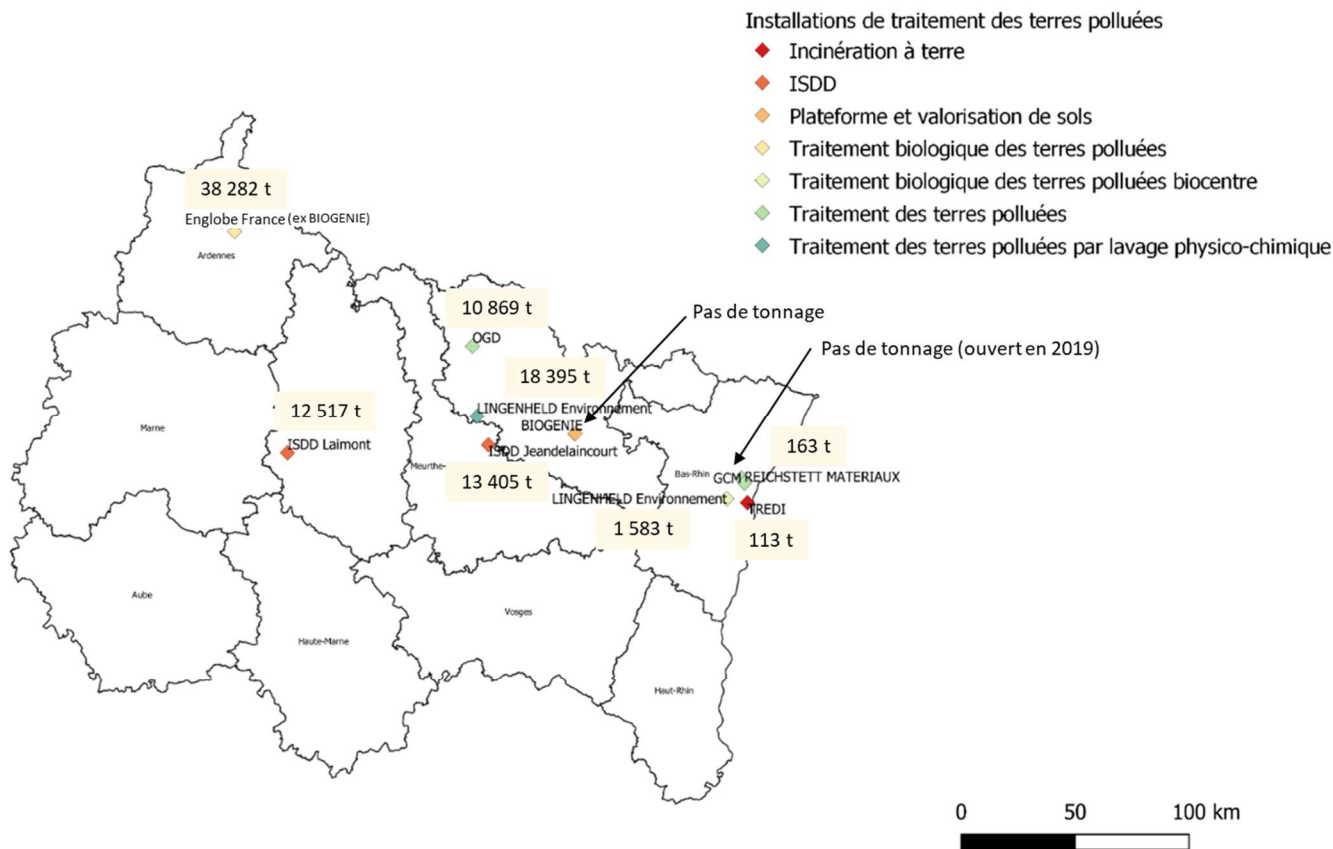 Installations de traitement des terres polluées
Incinération à terre
ISDD
Plateforme et valorisation de sols
Traitement biologique des terres polluées
Traitement biologique des terres polluées biocentre
Traitement des terres polluées
Traitement des terres polluées par lavage physico-chimique
38 282 t
Englobe France (ex BIOGENIE)
Ardennes
10 869 t
OGD
Pas de tonnage
Pas de tonnage (ouvert en 2019)
18 395 t
12 517 t
LINGENHELD Environnement
BIOGENIE
Marne
ISDD Laimont
ISDD Jeandelaincourt
163 t
Meurthe-
13 405 t
Bas-Rhin
GCM
REICHSTETT MATERIAUX
LINGENHELD Environnement
TREDI
1 583 t
113 t
Aube
Haute-Marne
Vosges
Haut-Rhin
0 50 100 km